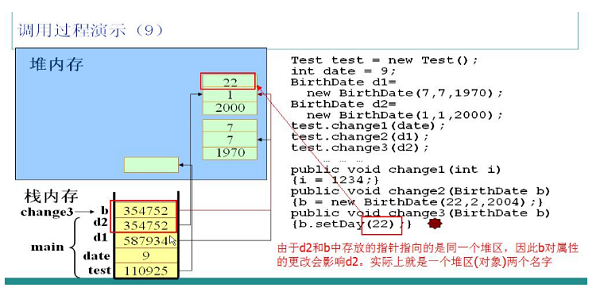 调用过程演示（9）
堆内存
22
1
2000
7
7
1970
栈内存
change3
b
354752
d2
354752
main
d1
587934
date
9
test
110925
Test test = new Test();
int date = 9;
BirthDate d1=
new BirthDate(7,7,1970);
BirthDate d2=
new BirthDate(1,1,2000);
test.change1(date);
test.change2(d1);
test.change3(d2);
… … …
public void change1(int i)
{i = 1234;}
public void change2(BirthDate b)
{b = new BirthDate(22,2,2004);}
public void change3(BirthDate b)
{b.setDay(22);}
由于d2和b中存放的指针指向的是同一个堆区，因此b对属性
的更改会影响d2。实际上就是一个堆区(对象)两个名字